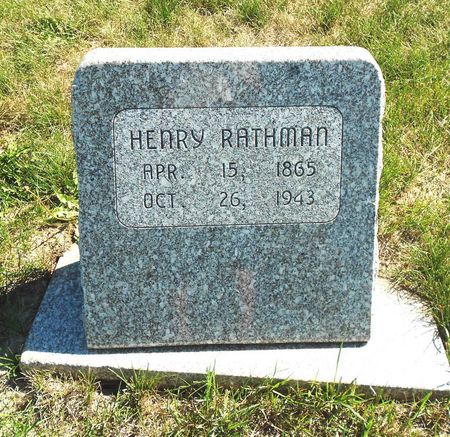 HENRY RATHMAN
APR. 15, 1865
OCT. 26, 1943